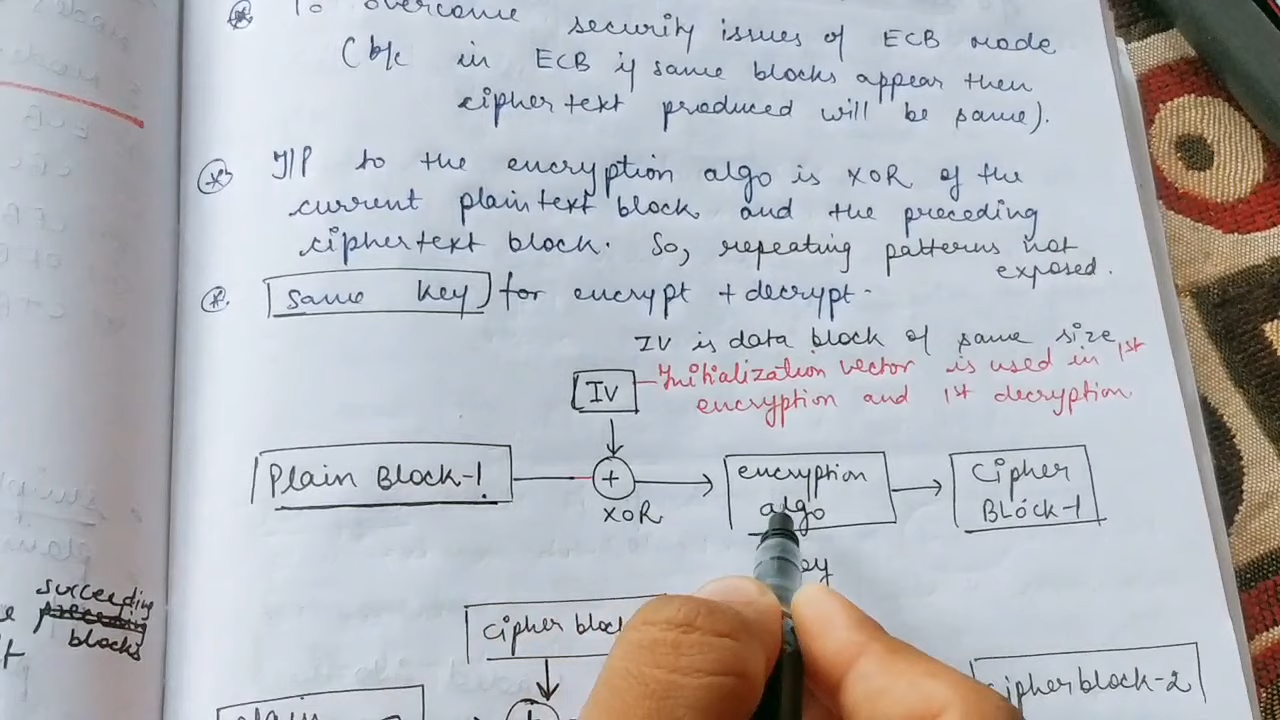 To overcome security issues of ECB mode
(b/c in ECB if same blocks appear then
cipher text produced will be same).
I/P to the encryption algo is XOR of the
current plaintext block and the preceding
ciphertext block. So, repeating patterns not
exposed.
same key for encrypt + decrypt.
IV is data block of same size
IV
Initialization vector is used in 1st
encryption and 1st decryption.
Plain Block-1
+
XOR
encryption
algo
Cipher
Block-1
succeeding
preceding
blocks
cipher block
cipherblock-2
plain